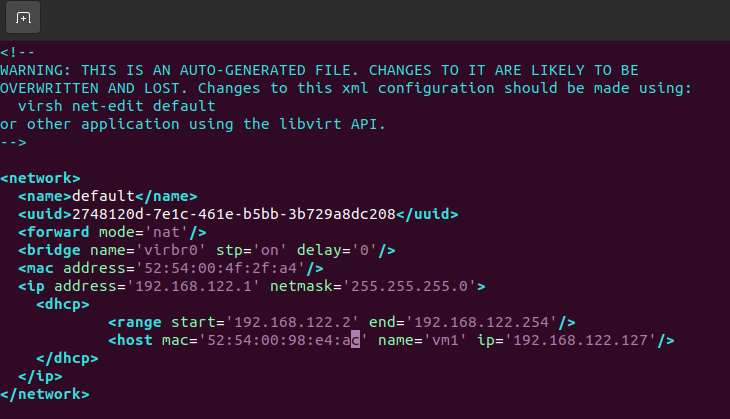 <!--
WARNING: THIS IS AN AUTO-GENERATED FILE. CHANGES TO IT ARE LIKELY TO BE
OVERWRITTEN AND LOST. Changes to this xml configuration should be made using:
  virsh net-edit default
or other application using the libvirt API.
-->

<network>
  <name>default</name>
  <uuid>2748120d-7e1c-461e-b5bb-3b729a8dc208</uuid>
  <forward mode='nat'/>
  <bridge name='virbr0' stp='on' delay='0'/>
  <mac address='52:54:00:4f:2f:a4'/>
  <ip address='192.168.122.1' netmask='255.255.255.0'>
    <dhcp>
            <range start='192.168.122.2' end='192.168.122.254'/>
            <host mac='52:54:00:98:e4:ac' name='vm1' ip='192.168.122.127'/>
    </dhcp>
  </ip>
</network>